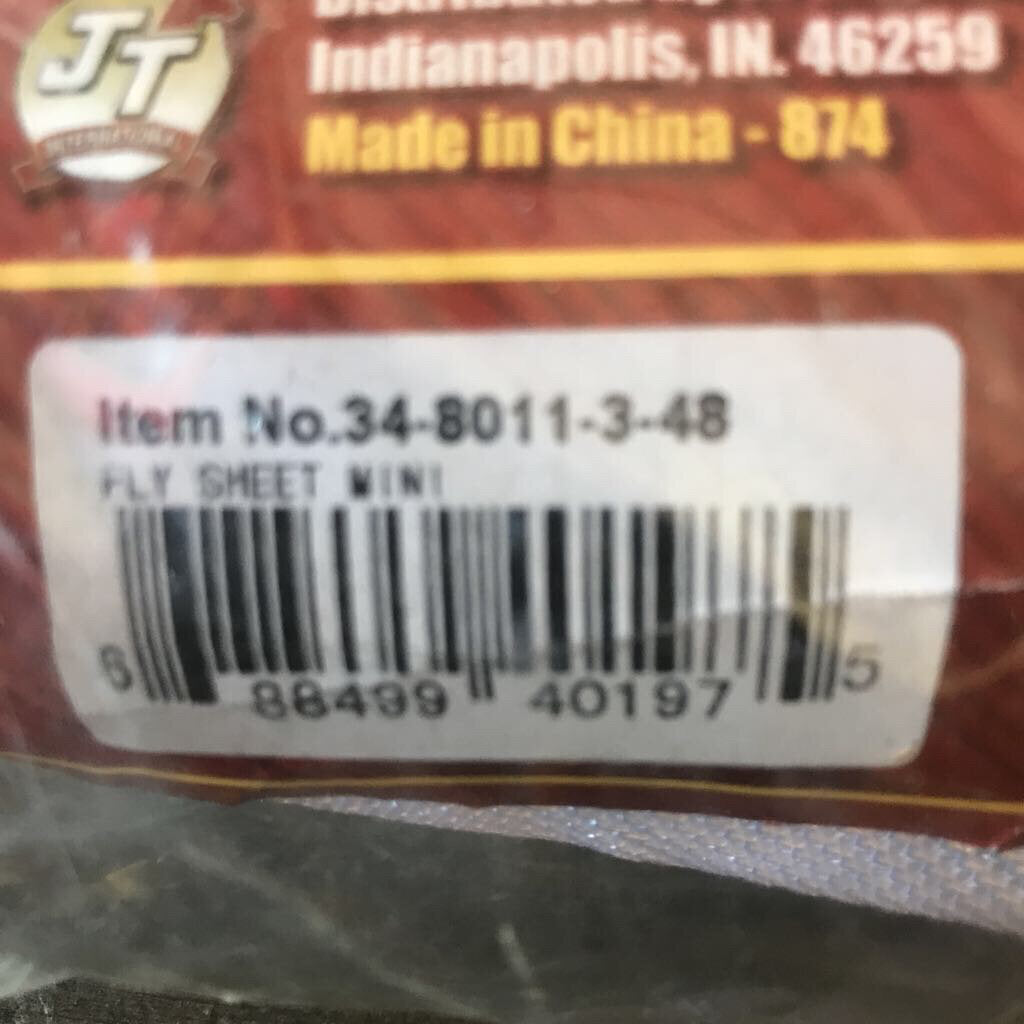 JT
INTERNATIONAL
Indianapolis, IN. 46259
Made in China - 874
Item No.34-8011-3-48
FLY SHEET MINI
6 88499 40197 5